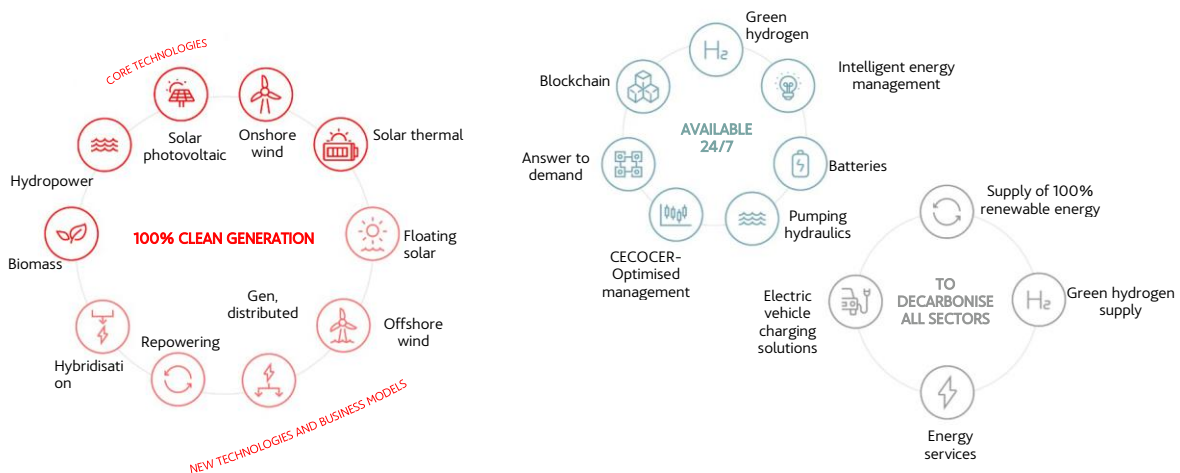 CORE TECHNOLOGIES
Solar
photovoltaic
Onshore
wind
Solar thermal
Hydropower
100% CLEAN GENERATION
Floating
solar
Biomass
Gen,
distributed
Offshore
wind
Repowering
Hybridisati
on
NEW TECHNOLOGIES AND BUSINESS MODELS
Green
hydrogen
H2
Blockchain
Intelligent energy
management
AVAILABLE
24/7
Answer to
demand
Batteries
Pumping
hydraulics
CECOCER-
Optimised
management
Supply of 100%
renewable energy
Electric
vehicle
charging
solutions
TO
DECARBONISE
ALL SECTORS
H2
Green hydrogen
supply
Energy
services